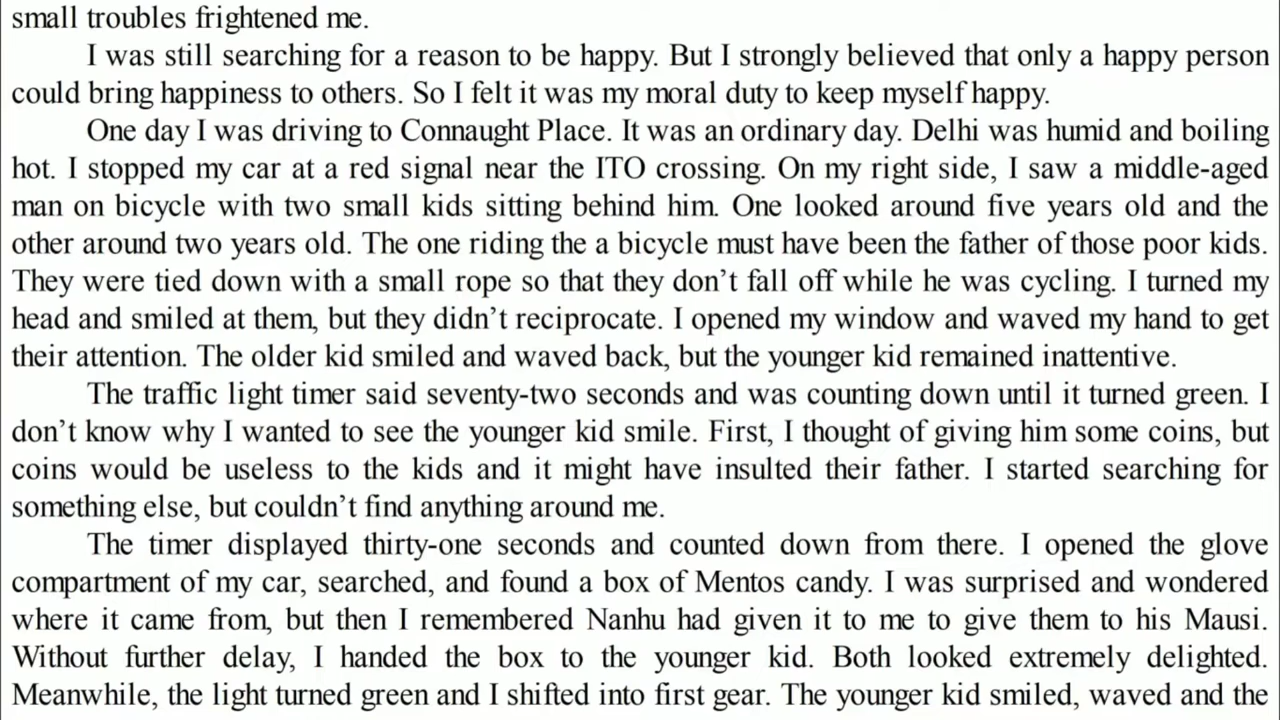 small troubles frightened me.
I was still searching for a reason to be happy. But I strongly believed that only a happy person
could bring happiness to others. So I felt it was my moral duty to keep myself happy.
One day I was driving to Connaught Place. It was an ordinary day. Delhi was humid and boiling
hot. I stopped my car at a red signal near the ITO crossing. On my right side, I saw a middle-aged
man on bicycle with two small kids sitting behind him. One looked around five years old and the
other around two years old. The one riding the a bicycle must have been the father of those poor kids.
They were tied down with a small rope so that they don’t fall off while he was cycling. I turned my
head and smiled at them, but they didn’t reciprocate. I opened my window and waved my hand to get
their attention. The older kid smiled and waved back, but the younger kid remained inattentive.
The traffic light timer said seventy-two seconds and was counting down until it turned green. I
don’t know why I wanted to see the younger kid smile. First, I thought of giving him some coins, but
coins would be useless to the kids and it might have insulted their father. I started searching for
something else, but couldn’t find anything around me.
The timer displayed thirty-one seconds and counted down from there. I opened the glove
compartment of my car, searched, and found a box of Mentos candy. I was surprised and wondered
where it came from, but then I remembered Nanhu had given it to me to give them to his Mausi.
Without further delay, I handed the box to the younger kid. Both looked extremely delighted.
Meanwhile, the light turned green and I shifted into first gear. The younger kid smiled, waved and the